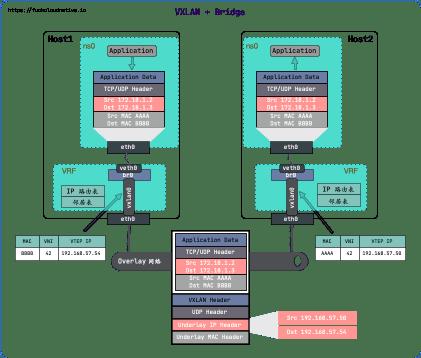 https://fuckcloudnative.io
VXLAN + Bridge
Host1
ns0
Application
Application Data
TCP/UDP Header
Src 172.18.1.2
Dst 172.18.1.3
Src MAC AAAA
Dst MAC BBBB
eth0
VRF
veth0
br0
IP 路由表
邻居表
vxlan0
eth0
Host2
ns0
Application
Application Data
TCP/UDP Header
Src 172.18.1.2
Dst 172.18.1.3
Src MAC AAAA
Dst MAC BBBB
eth0
VRF
veth0
br0
IP 路由表
邻居表
vxlan0
eth0
MAC VNI VTEP IP
BBBB 42 192.168.57.54
MAC VNI VTEP IP
AAAA 42 192.168.57.50
Overlay 网络
Application Data
TCP/UDP Header
Src 172.18.1.2
Dst 172.18.1.3
Src MAC AAAA
Dst MAC BBBB
VXLAN Header
UDP Header
Underlay IP Header
Underlay MAC Header
Src 192.168.57.50
Dst 192.168.57.54